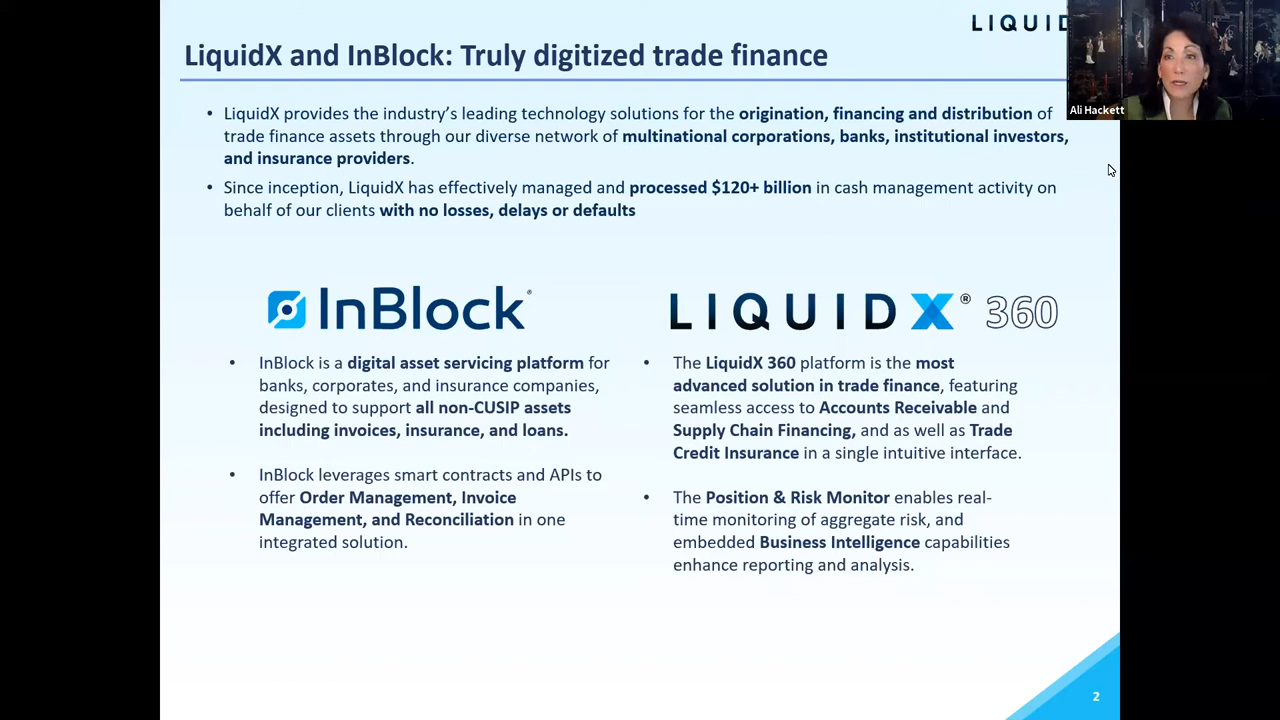 LIQUID
LiquidX and InBlock: Truly digitized trade finance
Ali Hackett
• LiquidX provides the industry's leading technology solutions for the origination, financing and distribution of
trade finance assets through our diverse network of multinational corporations, banks, institutional investors,
and insurance providers.
• Since inception, LiquidX has effectively managed and processed $120+ billion in cash management activity on
behalf of our clients with no losses, delays or defaults
InBlock®
• InBlock is a digital asset servicing platform for
banks, corporates, and insurance companies,
designed to support all non-CUSIP assets
including invoices, insurance, and loans.
• InBlock leverages smart contracts and APIs to
offer Order Management, Invoice
Management, and Reconciliation in one
integrated solution.
LIQUIDX® 360
• The LiquidX 360 platform is the most
advanced solution in trade finance, featuring
seamless access to Accounts Receivable and
Supply Chain Financing, and as well as Trade
Credit Insurance in a single intuitive interface.
• The Position & Risk Monitor enables real-
time monitoring of aggregate risk, and
embedded Business Intelligence capabilities
enhance reporting and analysis.
2